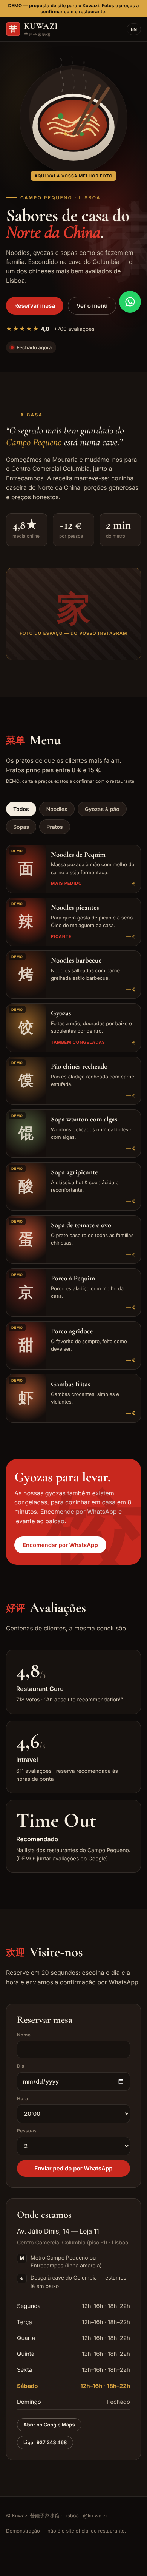 DEMO — proposta de site para o Kuwazi. Fotos e preços a
confirmar com o restaurante.
苦 KUWAZI
EN
AQUI VAI A VOSSA MELHOR FOTO
CAMPO PEQUENO · LISBOA
Sabores de casa do
Norte da China.
Noodles, gyozas e sopas como se fazem em
família. Escondido na cave do Colombia — e
um dos chineses mais bem avaliados de
Lisboa.
Reservar mesa
Ver o menu
★★★★★ 4,8 · +700 avaliações
Fechado agora
A CASA
“O segredo mais bem guardado do
Campo Pequeno está numa cave.”
Começámos na Mouraria e mudámo-nos para
o Centro Comercial Columbia, junto a
Entrecampos. A receita manteve-se: cozinha
caseira do Norte da China, porções generosas
e preços honestos.
4,8★
média online
~12 €
por pessoa
2 min
do metro
家
FOTO DO ESPAÇO — DO VOSSO INSTAGRAM
菜单 Menu
Os pratos de que os clientes mais falam.
Pratos principais entre 8 € e 15 €.
DEMO: carta e preços exatos a confirmar com o restaurante.
Todos
Noodles
Gyozas & pão
Sopas
Pratos
DEMO
面
Noodles de Pequim
Massa puxada à mão com molho de
carne e soja fermentada.
MAIS PEDIDO
— €
DEMO
辣
Noodles picantes
Para quem gosta de picante a sério.
Óleo de malagueta da casa.
PICANTE
— €
DEMO
烤
Noodles barbecue
Noodles salteados com carne
grelhada estilo barbecue.
— €
DEMO
饺
Gyozas
Feitas à mão, douradas por baixo e
suculentas por dentro.
TAMBÉM CONGELADAS
— €
DEMO
馍
Pão chinês recheado
Pão estaladiço recheado com carne
estufada.
— €
DEMO
馄
Sopa wonton com algas
Wontons delicados num caldo leve
com algas.
— €
DEMO
酸
Sopa agripicante
A clássica hot & sour, ácida e
reconfortante.
— €
DEMO
蛋
Sopa de tomate e ovo
O prato caseiro de todas as famílias
chinesas.
— €
DEMO
京
Porco à Pequim
Porco estaladiço com molho da
casa.
— €
DEMO
甜
Porco agridoce
O favorito de sempre, feito como
deve ser.
— €
DEMO
虾
Gambas fritas
Gambas crocantes, simples e
viciantes.
— €
Gyozas para levar.
As nossas gyozas também existem
congeladas, para cozinhar em casa em 8
minutos. Encomende por WhatsApp e
levante ao balcão.
Encomendar por WhatsApp
好评 Avaliações
Centenas de clientes, a mesma conclusão.
4,8/5
Restaurant Guru
718 votos · “An absolute recommendation!”
4,6/5
Intravel
611 avaliações · reserva recomendada às
horas de ponta
Time Out
Recomendado
Na lista dos restaurantes do Campo Pequeno.
(DEMO: juntar avaliações do Google)
欢迎 Visite-nos
Reserve em 20 segundos: escolha o dia e a
hora e enviamos a confirmação por WhatsApp.
Reservar mesa
Nome
Dia
mm/dd/yyyy
Hora
20:00
Pessoas
2
Enviar pedido por WhatsApp
Onde estamos
Av. Júlio Dinis, 14 — Loja 11
Centro Comercial Columbia (piso -1) · Lisboa
M Metro Campo Pequeno ou
Entrecampos (linha amarela)
↓ Desça à cave do Columbia — estamos
lá em baixo
Segunda 12h–16h · 18h–22h
Terça 12h–16h · 18h–22h
Quarta 12h–16h · 18h–22h
Quinta 12h–16h · 18h–22h
Sexta 12h–16h · 18h–22h
Sábado 12h–16h · 18h–22h
Domingo Fechado
Abrir no Google Maps
Ligar 927 243 468
Demonstração — não é o site oficial do restaurante.